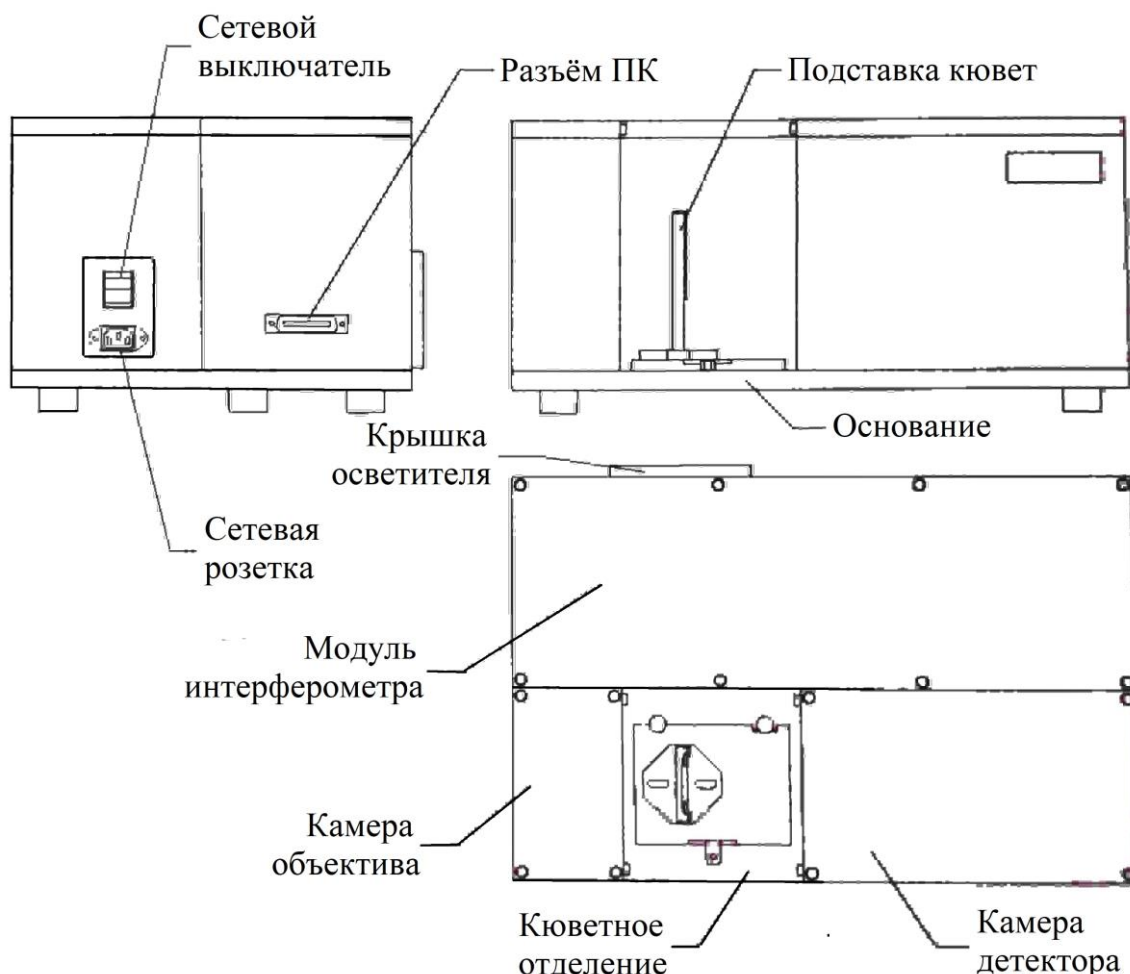 Сетевой
выключатель
Разъём ПК
Подставка кювет
Основание
Крышка
осветителя
Сетевая
розетка
Модуль
интерферометра
Камера
объектива
Кюветное
отделение
Камера
детектора